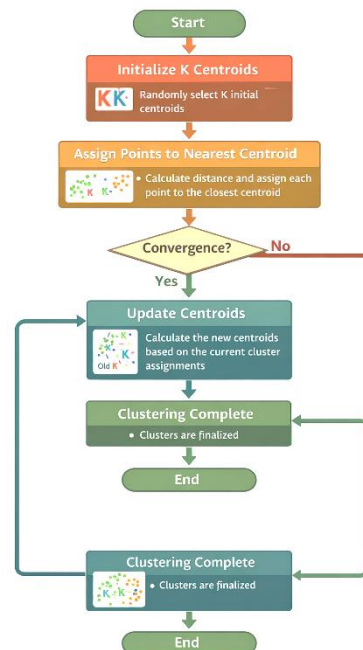 Start
Initialize K Centroids
K K
Randomly select K initial
centroids
Assign Points to Nearest Centroid
K K
• Calculate distance and assign each
point to the closest centroid
Convergence?
No
Yes
Update Centroids
K
K
Old K
Calculate the new centroids
based on the current cluster
assignments
Clustering Complete
• Clusters are finalized
End
Clustering Complete
K K
• Clusters are finalized
End